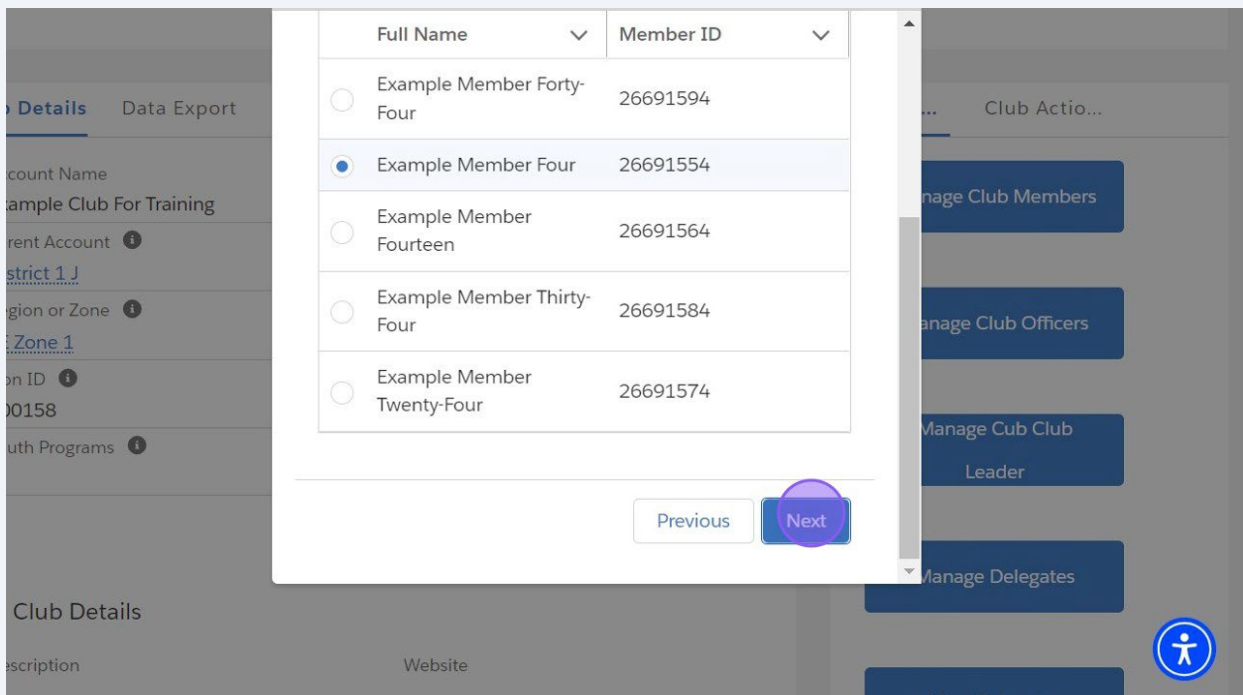 Full Name
Member ID
Example Member Forty-
Four
26691594
Example Member Four
26691554
Example Member
Fourteen
26691564
Example Member Thirty-
Four
26691584
Example Member
Twenty-Four
26691574
Previous
Next
Details
Data Export
count Name
ample Club For Training
rent Account
strict 1 J
gion or Zone
Zone 1
on ID
00158
uth Programs
Club Details
escription
Website
...
Club Actio...
nage Club Members
anage Club Officers
Manage Cub Club
Leader
Manage Delegates